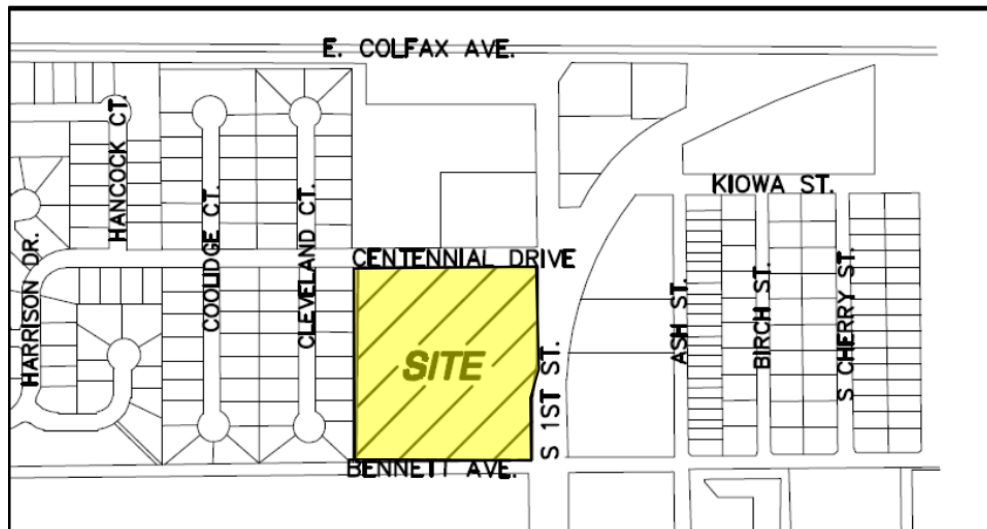 E. COLFAX AVE.
KIOWA ST.
HANCOCK CT.
CENTENNIAL DRIVE
HARRISON DR.
COOLIDGE CT.
CLEVELAND CT.
SITE
S 1ST ST.
ASH ST.
BIRCH ST.
S CHERRY ST.
BENNETT AVE.